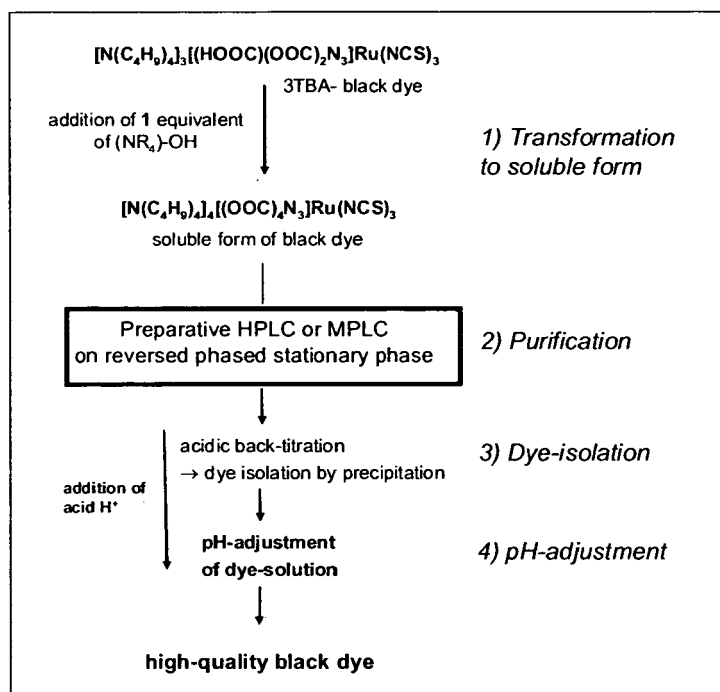 [N(C₄H₉)₄]₃[(HOOC)(OOC)₂N₃]Ru(NCS)₃
3TBA- black dye
addition of 1 equivalent
of (NR₄)-OH
1) Transformation
to soluble form
[N(C₄H₉)₄]₄[(OOC)₄N₃]Ru(NCS)₃
soluble form of black dye
Preparative HPLC or MPLC
on reversed phased stationary phase
2) Purification
acidic back-titration
→ dye isolation by precipitation
3) Dye-isolation
addition of
acid H⁺
pH-adjustment
of dye-solution
4) pH-adjustment
high-quality black dye